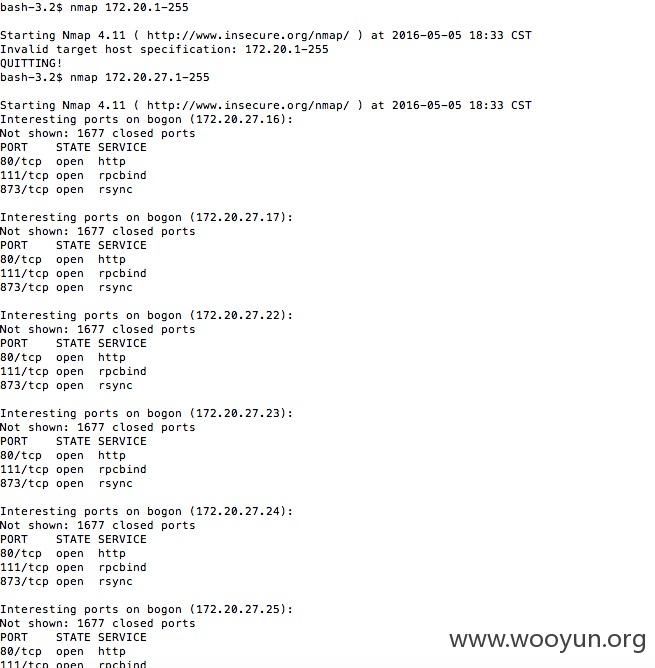 bash-3.2$ nmap 172.20.1-255
Starting Nmap 4.11 ( http://www.insecure.org/nmap/ ) at 2016-05-05 18:33 CST
Invalid target host specification: 172.20.1-255
QUITTING!
bash-3.2$ nmap 172.20.27.1-255
Starting Nmap 4.11 ( http://www.insecure.org/nmap/ ) at 2016-05-05 18:33 CST
Interesting ports on bogon (172.20.27.16):
Not shown: 1677 closed ports
PORT    STATE SERVICE
80/tcp  open  http
111/tcp open  rpcbind
873/tcp open  rsync
Interesting ports on bogon (172.20.27.17):
Not shown: 1677 closed ports
PORT    STATE SERVICE
80/tcp  open  http
111/tcp open  rpcbind
873/tcp open  rsync
Interesting ports on bogon (172.20.27.22):
Not shown: 1677 closed ports
PORT    STATE SERVICE
80/tcp  open  http
111/tcp open  rpcbind
873/tcp open  rsync
Interesting ports on bogon (172.20.27.23):
Not shown: 1677 closed ports
PORT    STATE SERVICE
80/tcp  open  http
111/tcp open  rpcbind
873/tcp open  rsync
Interesting ports on bogon (172.20.27.24):
Not shown: 1677 closed ports
PORT    STATE SERVICE
80/tcp  open  http
111/tcp open  rpcbind
873/tcp open  rsync
Interesting ports on bogon (172.20.27.25):
Not shown: 1677 closed ports
PORT    STATE SERVICE
80/tcp  open  http
111/tcp open  rpcbind
www.wooyun.org